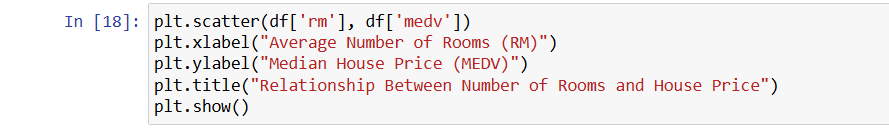 In [18]: plt.scatter(df['rm'], df['medv'])
plt.xlabel("Average Number of Rooms (RM)")
plt.ylabel("Median House Price (MEDV)")
plt.title("Relationship Between Number of Rooms and House Price")
plt.show()